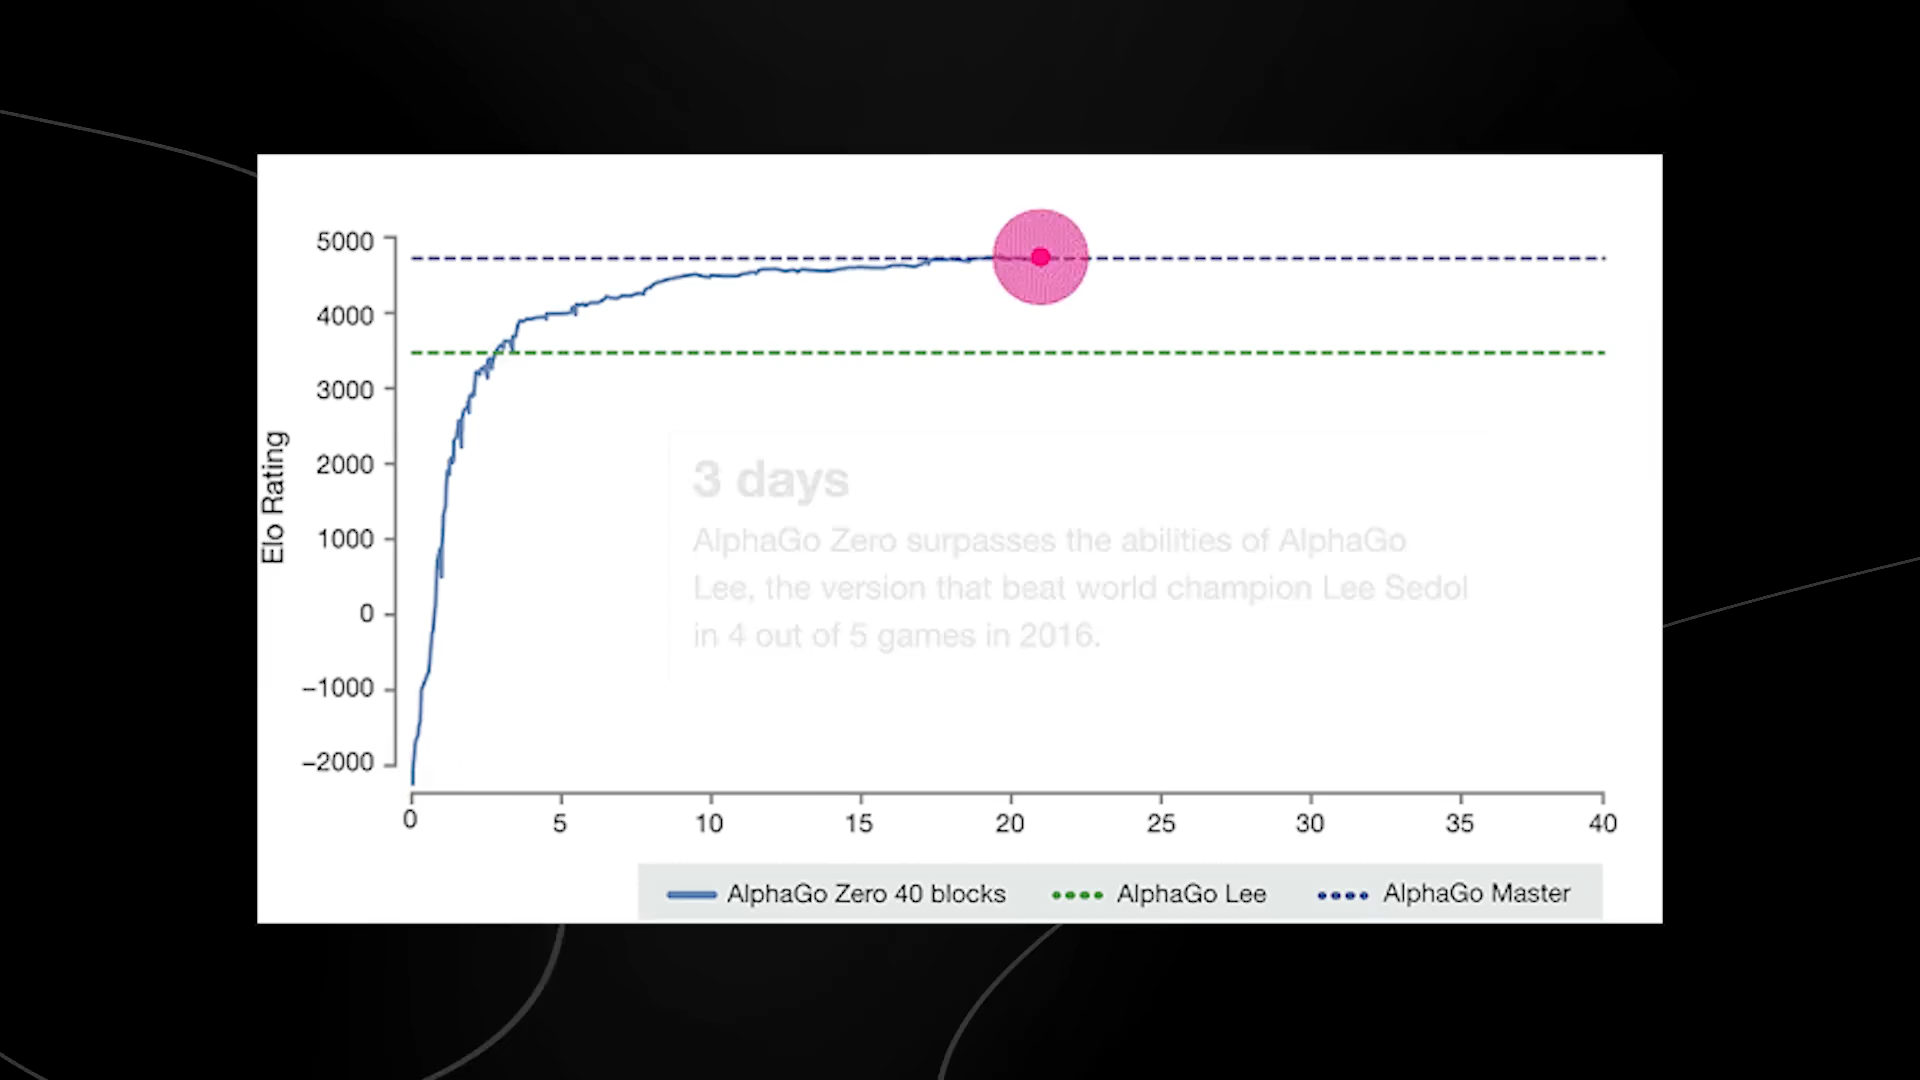 5000
4000
3000
2000
1000
0
−1000
−2000
Elo Rating
3 days
AlphaGo Zero surpasses the abilities of AlphaGo
Lee, the version that beat world champion Lee Sedol
in 4 out of 5 games in 2016.
0 5 10 15 20 25 30 35 40
AlphaGo Zero 40 blocks AlphaGo Lee AlphaGo Master